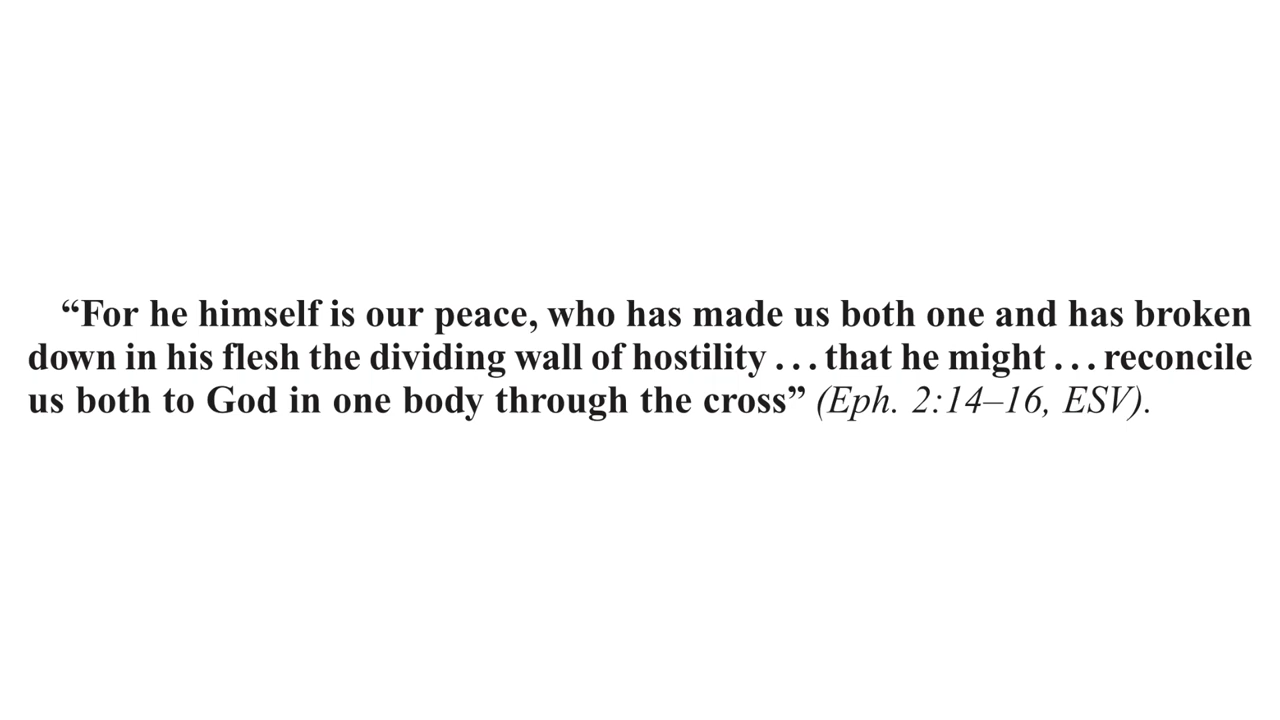 “For he himself is our peace, who has made us both one and has broken
down in his flesh the dividing wall of hostility . . . that he might . . . reconcile
us both to God in one body through the cross” (Eph. 2:14–16, ESV).